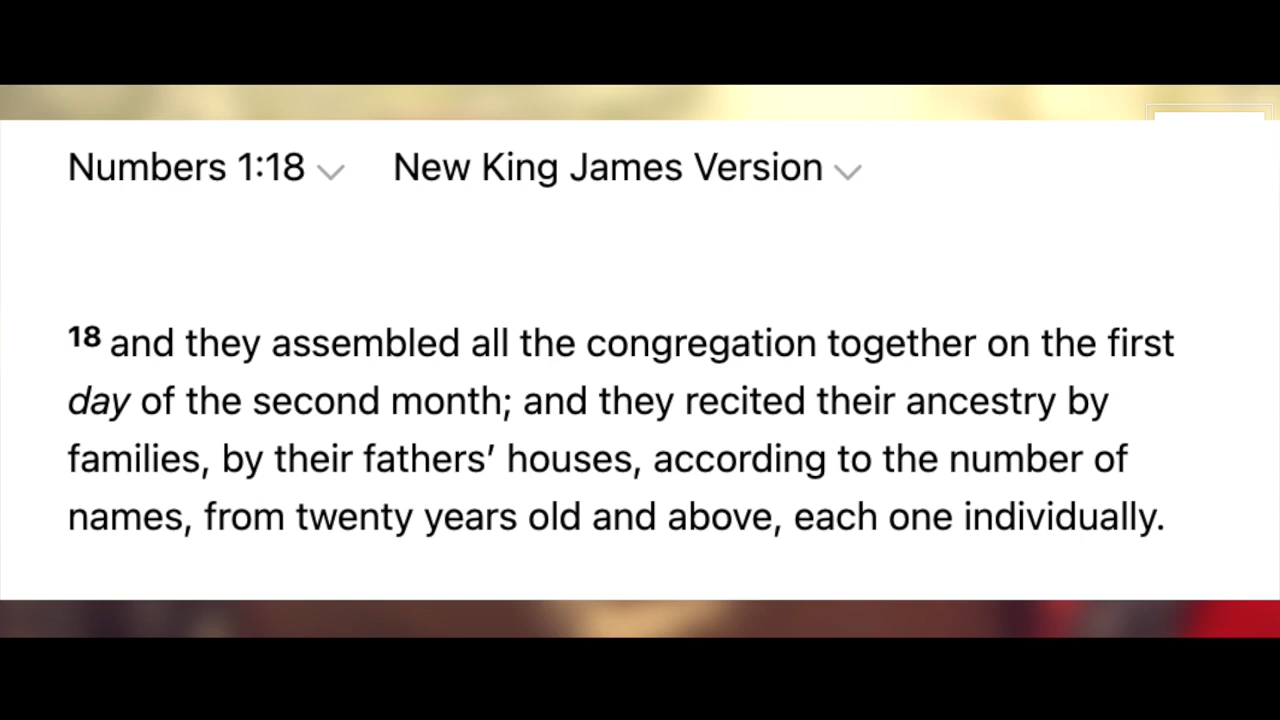 Numbers 1:18 New King James Version
18 and they assembled all the congregation together on the first
day of the second month; and they recited their ancestry by
families, by their fathers’ houses, according to the number of
names, from twenty years old and above, each one individually.